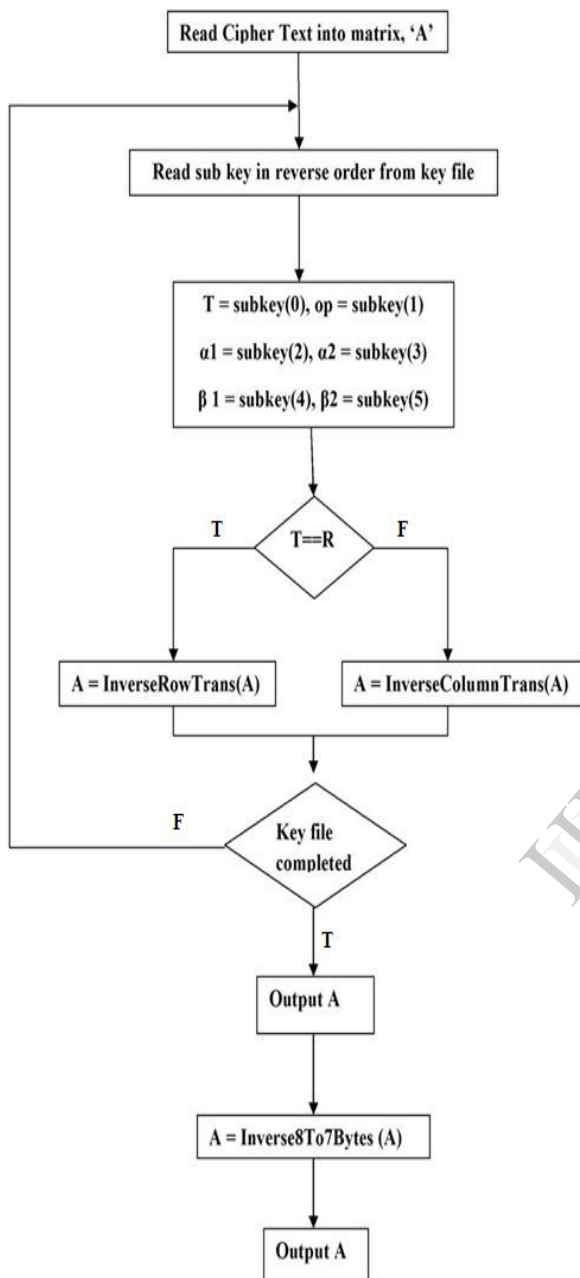 Read Cipher Text into matrix, ‘A’
Read sub key in reverse order from key file
T = subkey(0), op = subkey(1)
α1 = subkey(2), α2 = subkey(3)
β 1 = subkey(4), β2 = subkey(5)
T==R
T
F
A = InverseRowTrans(A)
A = InverseColumnTrans(A)
Key file
completed
F
T
Output A
A = Inverse8To7Bytes (A)
Output A